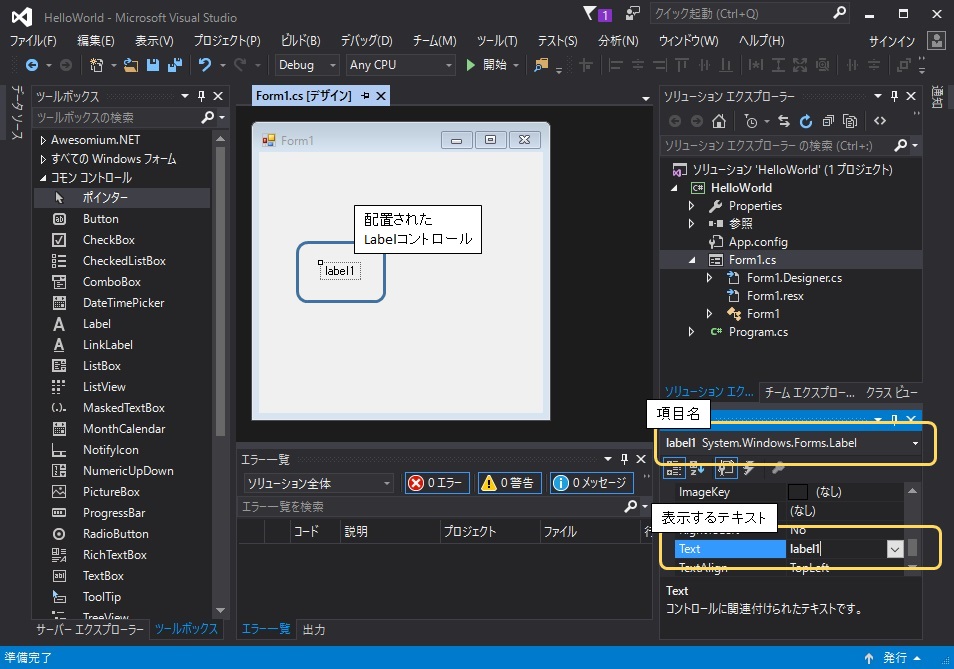 HelloWorld - Microsoft Visual Studio
1
クイック起動 (Ctrl+Q)
ファイル(F) 編集(E) 表示(V) プロジェクト(P) ビルド(B) デバッグ(D) チーム(M) ツール(T) テスト(S) 分析(N) ウィンドウ(W) ヘルプ(H) サインイン
Debug Any CPU 開始
データ ソース
ツールボックス
ツールボックスの検索
Awesomium.NET
すべての Windows フォーム
コモン コントロール
ポインター
Button
CheckBox
CheckedListBox
ComboBox
DateTimePicker
Label
LinkLabel
ListBox
ListView
MaskedTextBox
MonthCalendar
NotifyIcon
NumericUpDown
PictureBox
ProgressBar
RadioButton
RichTextBox
TextBox
ToolTip
TreeView
サーバー エクスプローラー ツールボックス
Form1.cs [デザイン]
Form1
配置された
Labelコントロール
label1
エラー一覧
ソリューション全体 0 エラー 0 警告 0 メッセージ
エラー一覧を検索
コード 説明 プロジェクト ファイル 行
エラー一覧 出力
ソリューション エクスプローラー
ソリューション エクスプローラー の検索 (Ctrl+:)
ソリューション 'HelloWorld' (1 プロジェクト)
HelloWorld
Properties
参照
App.config
Form1.cs
Form1.Designer.cs
Form1.resx
Form1
Program.cs
ソリューション エク... チーム エクスプロー... クラス ビュー
通知
項目名
label1 System.Windows.Forms.Label
ImageKey (なし)
(なし)
表示するテキスト
No
Text label1
TextAlign TopLeft
Text
コントロールに関連付けられたテキストです。
準備完了
発行